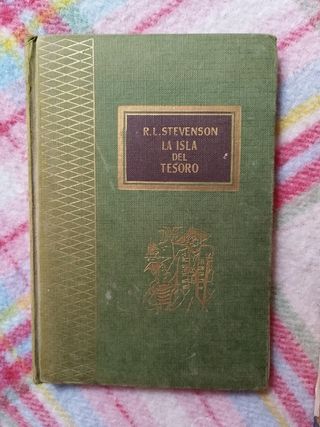 R.L. STEVENSON
LA ISLA
DEL
TESORO